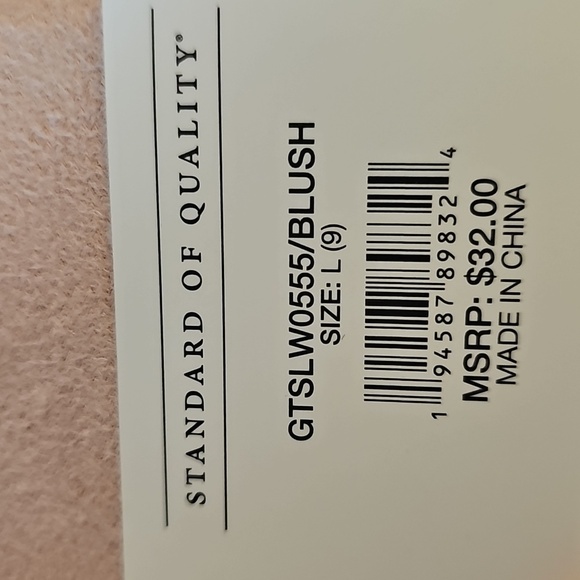 STANDARD OF QUALITY®
GTSLW0555/BLUSH
SIZE: L (9)
1 94587 89832 4
MSRP: $32.00
MADE IN CHINA